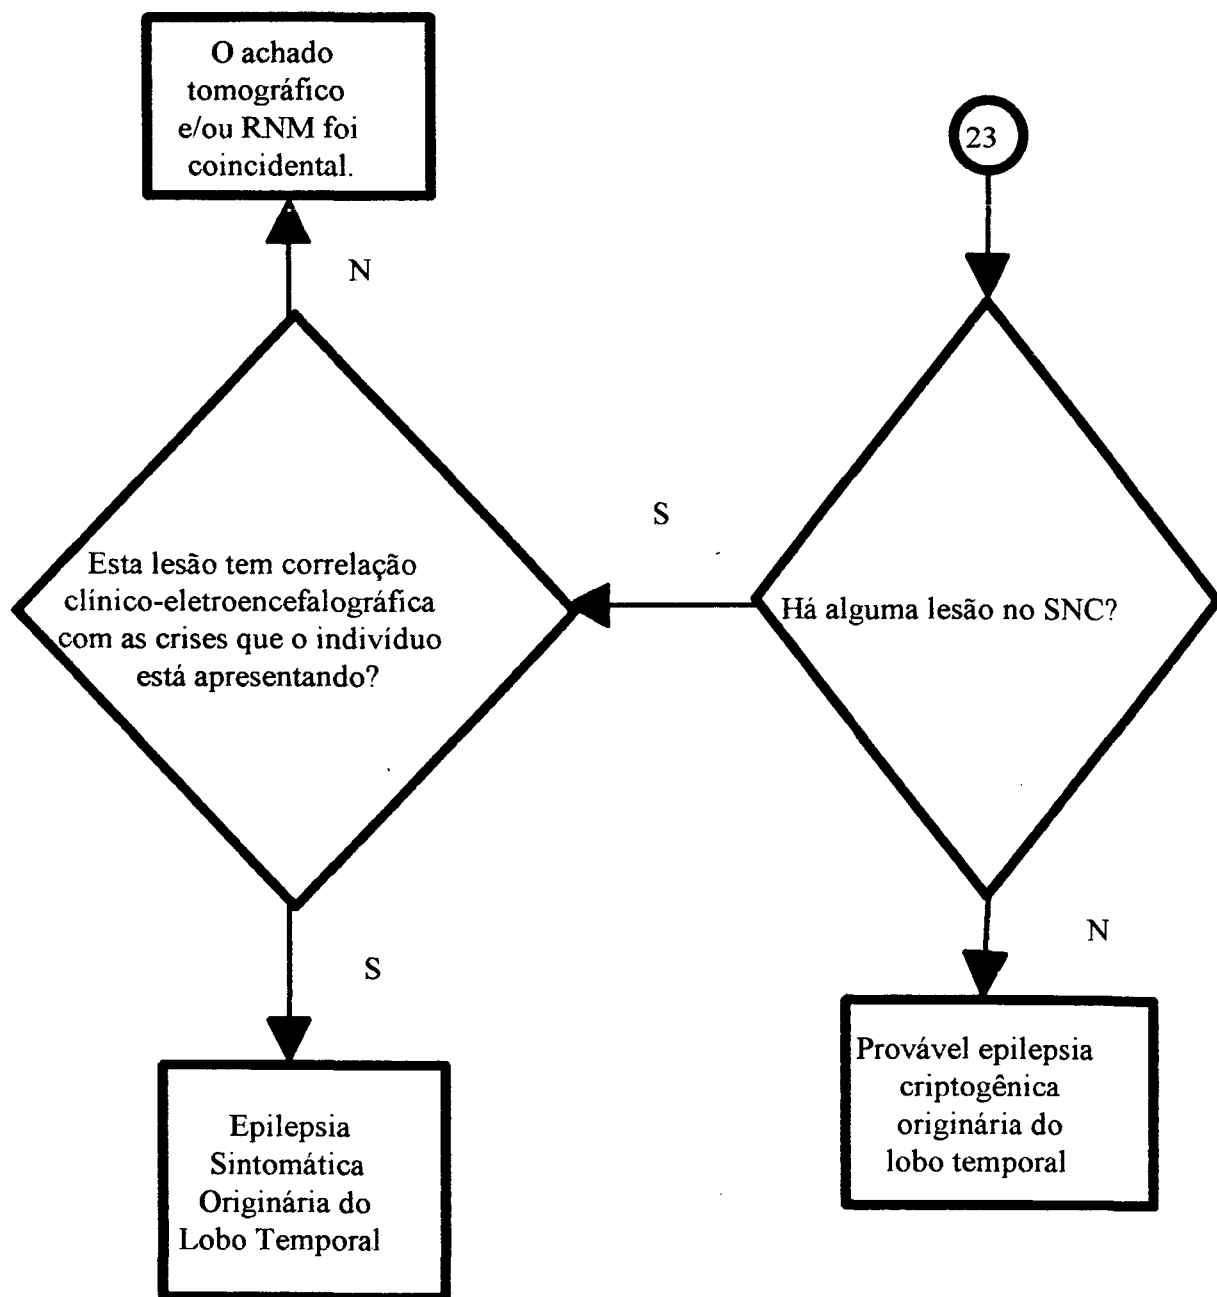 O achado
tomográfico
e/ou RNM foi
coincidental.
23
N
S
Esta lesão tem correlação
clínico-eletroencefalográfica
com as crises que o indivíduo
está apresentando?
Há alguma lesão no SNC?
S
N
Epilepsia
Sintomática
Originária do
Lobo Temporal
Provável epilepsia
criptogênica
originária do
lobo temporal